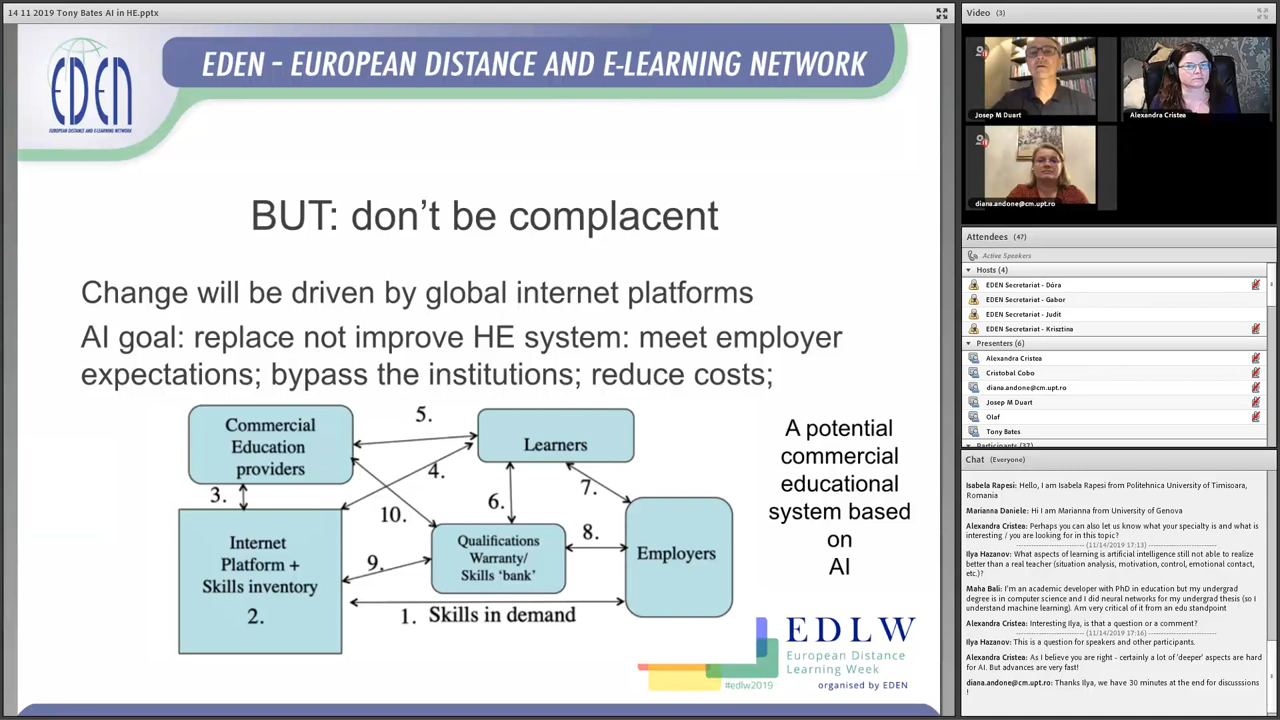 14 11 2019 Tony Bates AI in HE.pptx
EDEN
EUROPEAN DISTANCE AND E-LEARNING NETWORK
EDEN - EUROPEAN DISTANCE AND E-LEARNING NETWORK
BUT: don’t be complacent
Change will be driven by global internet platforms
AI goal: replace not improve HE system: meet employer
expectations; bypass the institutions; reduce costs;
Commercial
Education
providers
5.
Learners
3.
4.
10.
6.
7.
Internet
Platform +
Skills inventory
2.
9.
Qualifications
Warranty/
Skills ‘bank’
8.
Employers
1. Skills in demand
A potential
commercial
educational
system based
on
AI
EDLW
European Distance
Learning Week
#edlw2019
organised by EDEN
Video (3)
Josep M Duart
Alexandra Cristea
diana.andone@cm.upt.ro
Attendees (47)
Active Speakers
Hosts (4)
EDEN Secretariat - Dóra
EDEN Secretariat - Gabor
EDEN Secretariat - Judit
EDEN Secretariat - Krisztina
Presenters (6)
Alexandra Cristea
Cristobal Cobo
diana.andone@cm.upt.ro
Josep M Duart
Olaf
Tony Bates
Participants (37)
Chat (Everyone)
Isabela Rapesi: Hello, I am Isabela Rapesi from Politehnica University of Timisoara,
Romania
Marianna Daniele: Hi I am Marianna from University of Genova
Alexandra Cristea: Perhaps you can also let us know what your specialty is and what is
interesting / you are looking for in this topic?
(11/14/2019 17:13)
Ilya Hazanov: What aspects of learning is artificial intelligence still not able to realize
better than a real teacher (situation analysis, motivation, control, emotional contact,
etc.)?
Maha Bali: I'm an academic developer with PhD in education but my undergrad
degree is in computer science and I did neural networks for my undergrad thesis (so I
understand machine learning). Am very critical of it from an edu standpoint
Alexandra Cristea: Interesting Ilya, is that a question or a comment?
(11/14/2019 17:16)
Ilya Hazanov: This is a question for speakers and other participants.
Alexandra Cristea: As I believe you are right - certainly a lot of 'deeper' aspects are hard
for AI. But advances are very fast!
diana.andone@cm.upt.ro: Thanks Ilya, we have 30 minutes at the end for discusssions
!